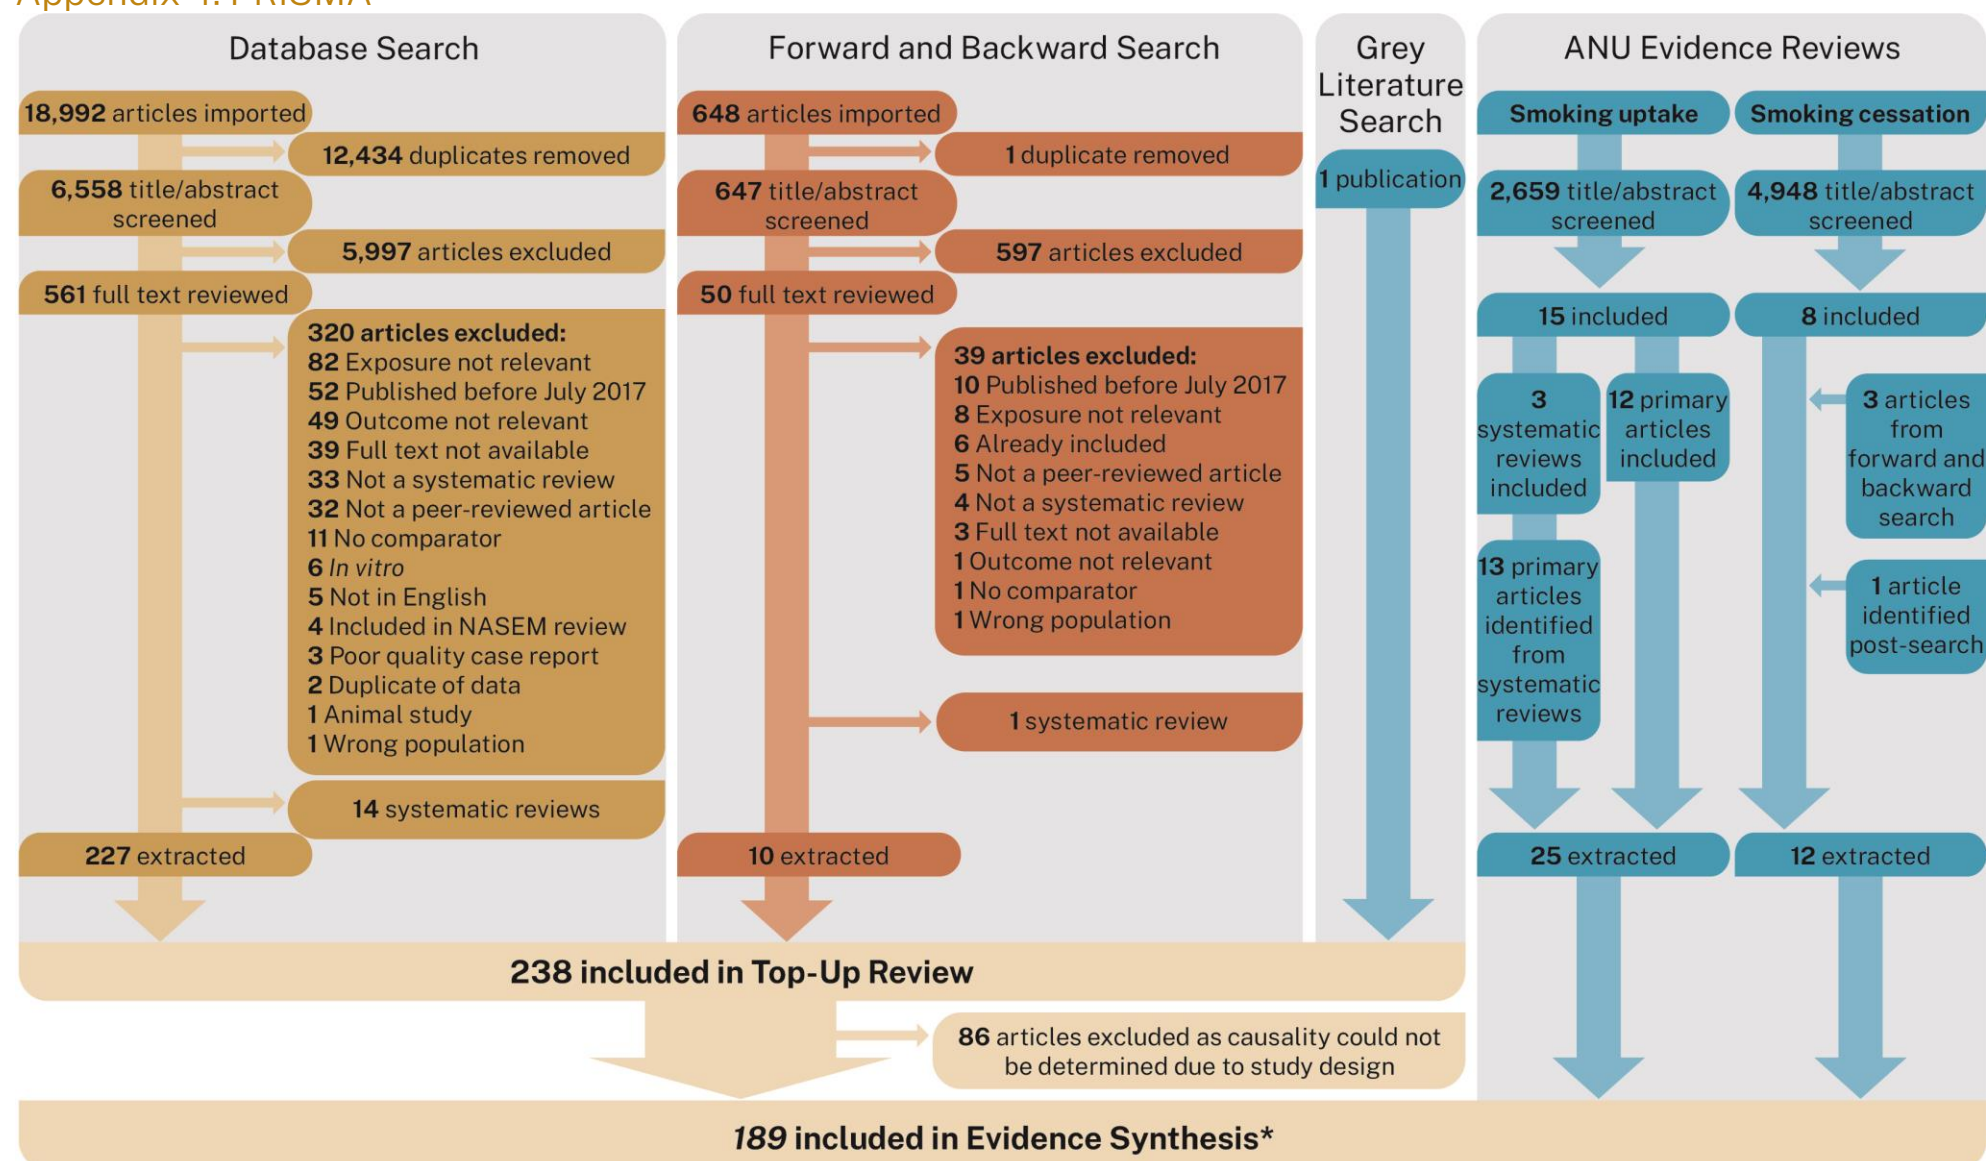 Appendix 4: PRISMA
Database Search
18,992 articles imported
12,434 duplicates removed
6,558 title/abstract
screened
5,997 articles excluded
561 full text reviewed
320 articles excluded:
82 Exposure not relevant
52 Published before July 2017
49 Outcome not relevant
39 Full text not available
33 Not a systematic review
32 Not a peer-reviewed article
11 No comparator
6 In vitro
5 Not in English
4 Included in NASEM review
3 Poor quality case report
2 Duplicate of data
1 Animal study
1 Wrong population
14 systematic reviews
227 extracted
Forward and Backward Search
648 articles imported
1 duplicate removed
647 title/abstract
screened
597 articles excluded
50 full text reviewed
39 articles excluded:
10 Published before July 2017
8 Exposure not relevant
6 Already included
5 Not a peer-reviewed article
4 Not a systematic review
3 Full text not available
1 Outcome not relevant
1 No comparator
1 Wrong population
1 systematic review
10 extracted
Grey
Literature
Search
1 publication
ANU Evidence Reviews
Smoking uptake
2,659 title/abstract
screened
15 included
3
systematic
reviews
included
13 primary
articles
identified
from
systematic
reviews
12 primary
articles
included
25 extracted
Smoking cessation
4,948 title/abstract
screened
8 included
3 articles
from
forward and
backward
search
1 article
identified
post-search
12 extracted
238 included in Top-Up Review
86 articles excluded as causality could not
be determined due to study design
189 included in Evidence Synthesis*